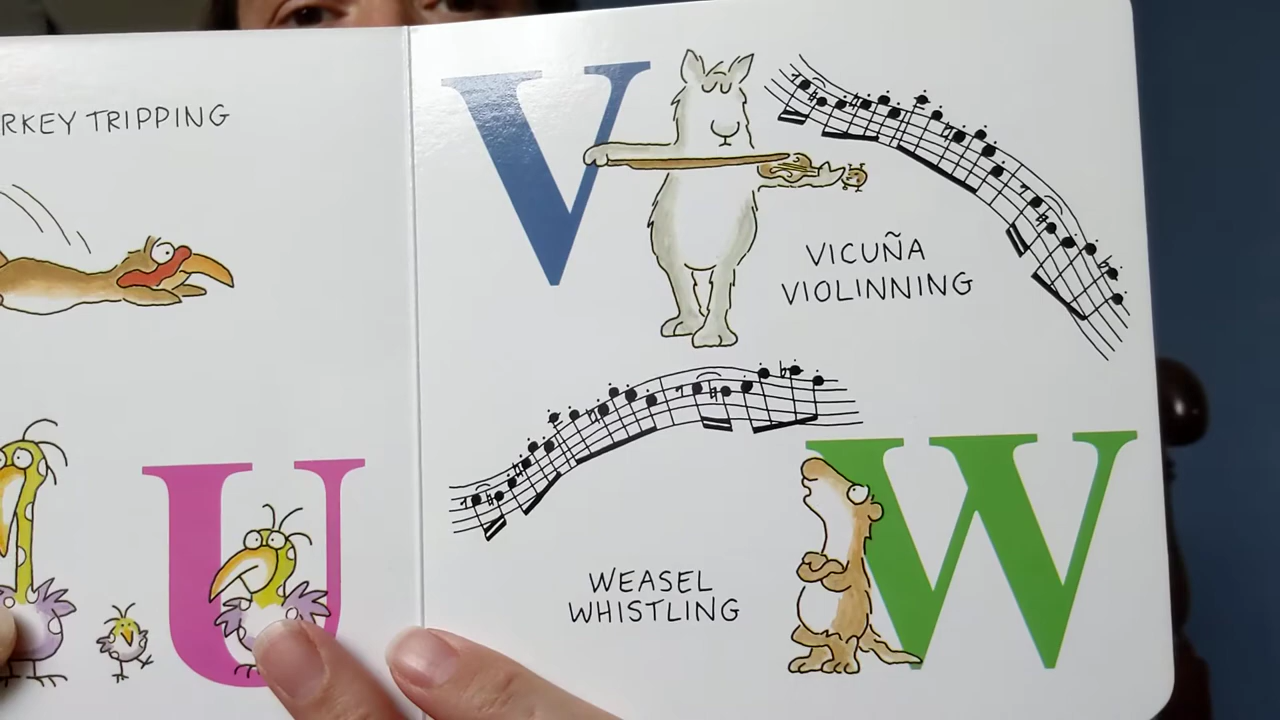 RKEY TRIPPING
U
V
VICUÑA
VIOLINNING
WEASEL
WHISTLING
W